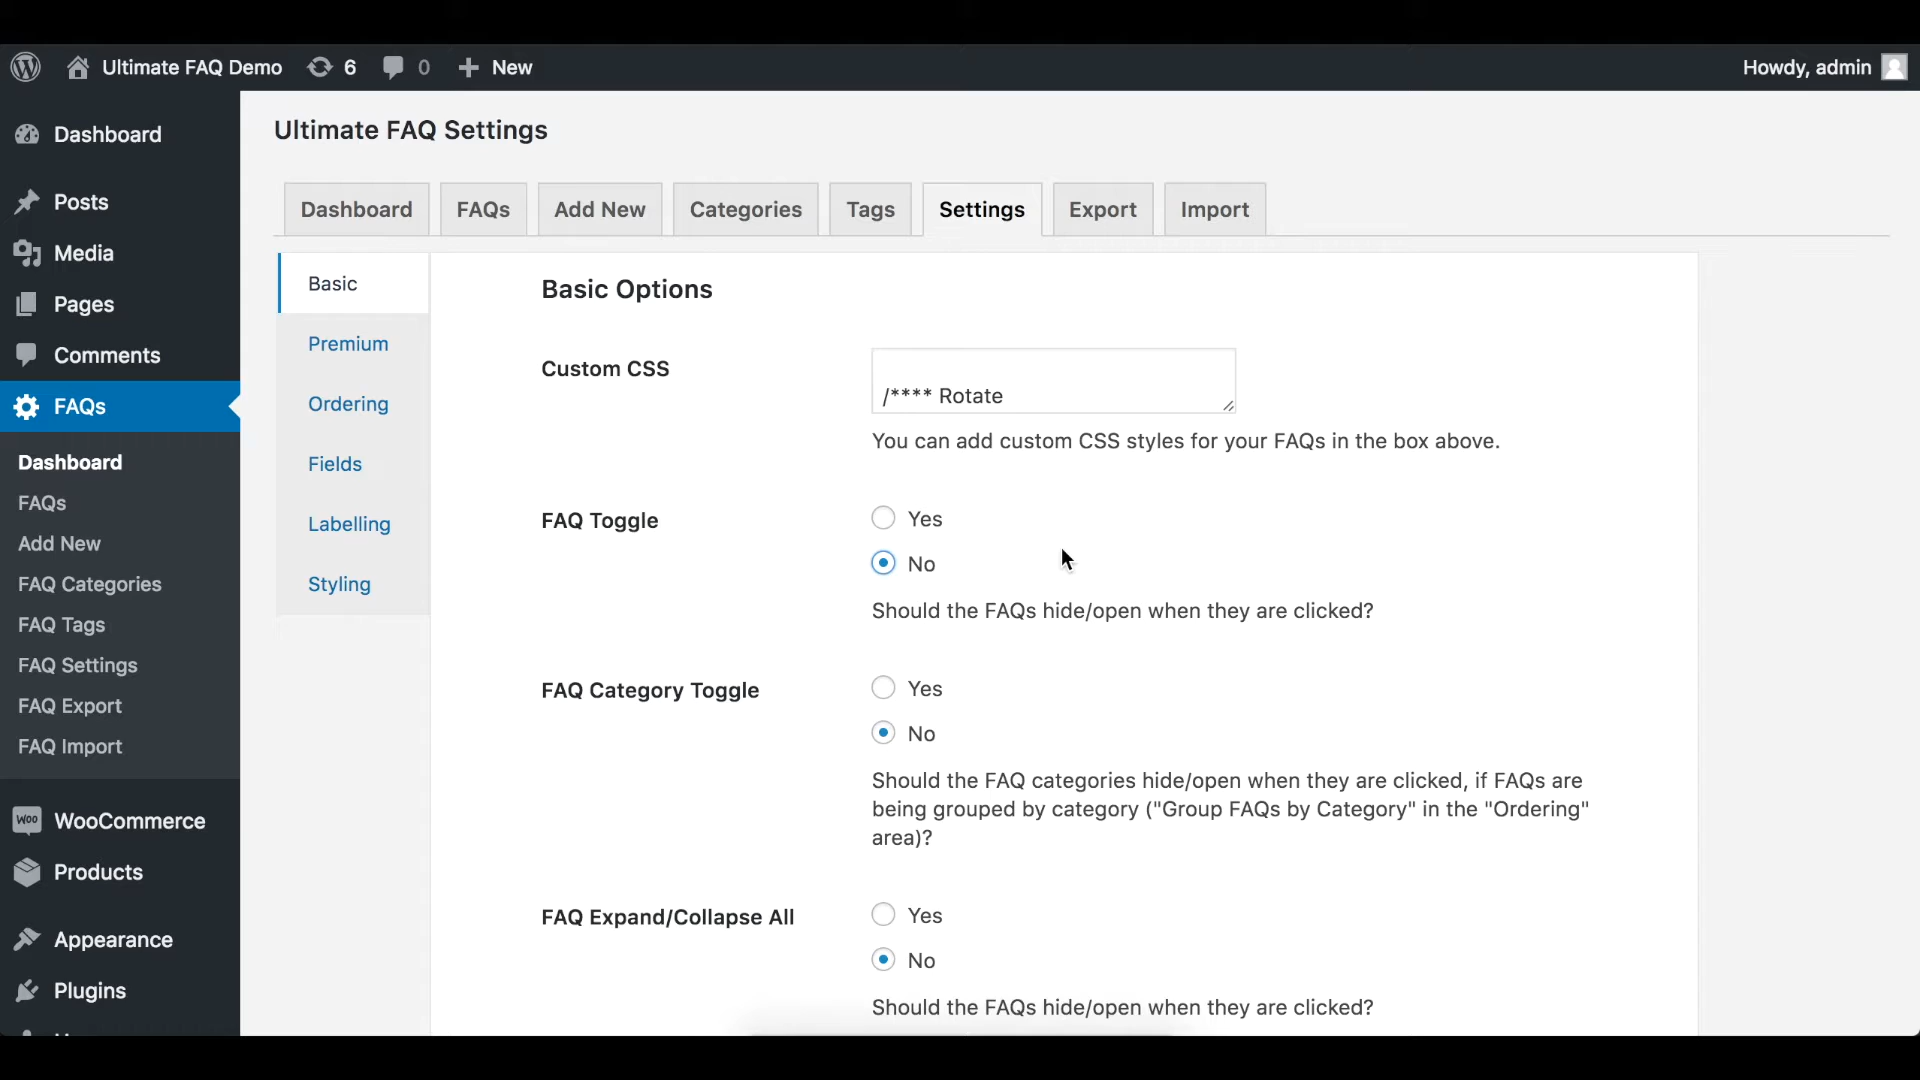 Ultimate FAQ Demo 6 0 + New Howdy, admin
Dashboard
Posts
Media
Pages
Comments
FAQs
Dashboard
FAQs
Add New
FAQ Categories
FAQ Tags
FAQ Settings
FAQ Export
FAQ Import
WOO WooCommerce
Products
Appearance
Plugins
Ultimate FAQ Settings
Dashboard FAQs Add New Categories Tags Settings Export Import
Basic
Premium
Ordering
Fields
Labelling
Styling
Basic Options
Custom CSS
/**** Rotate
You can add custom CSS styles for your FAQs in the box above.
FAQ Toggle
Yes
No
Should the FAQs hide/open when they are clicked?
FAQ Category Toggle
Yes
No
Should the FAQ categories hide/open when they are clicked, if FAQs are
being grouped by category ("Group FAQs by Category" in the "Ordering"
area)?
FAQ Expand/Collapse All
Yes
No
Should the FAQs hide/open when they are clicked?